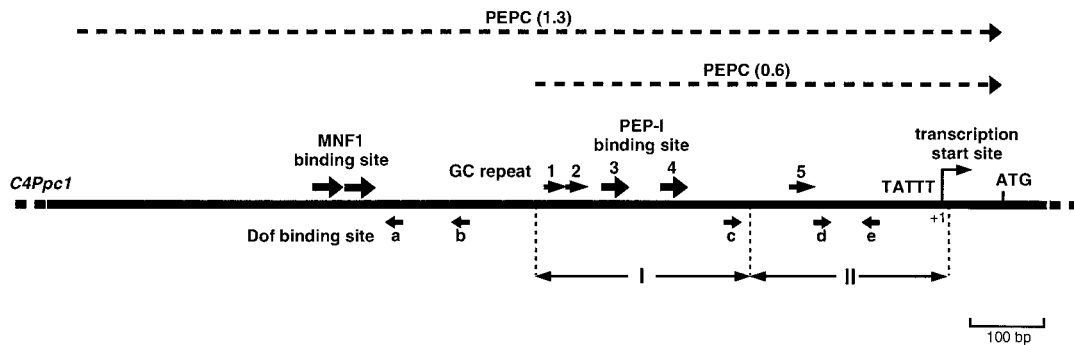 PEPC (1.3)
PEPC (0.6)
MNF1
binding site
PEP-I
binding site
transcription
start site
GC repeat
1 2 3 4 5
C4Ppc1
TATTT
ATG
+1
Dof binding site
a b c d e
I II
100 bp